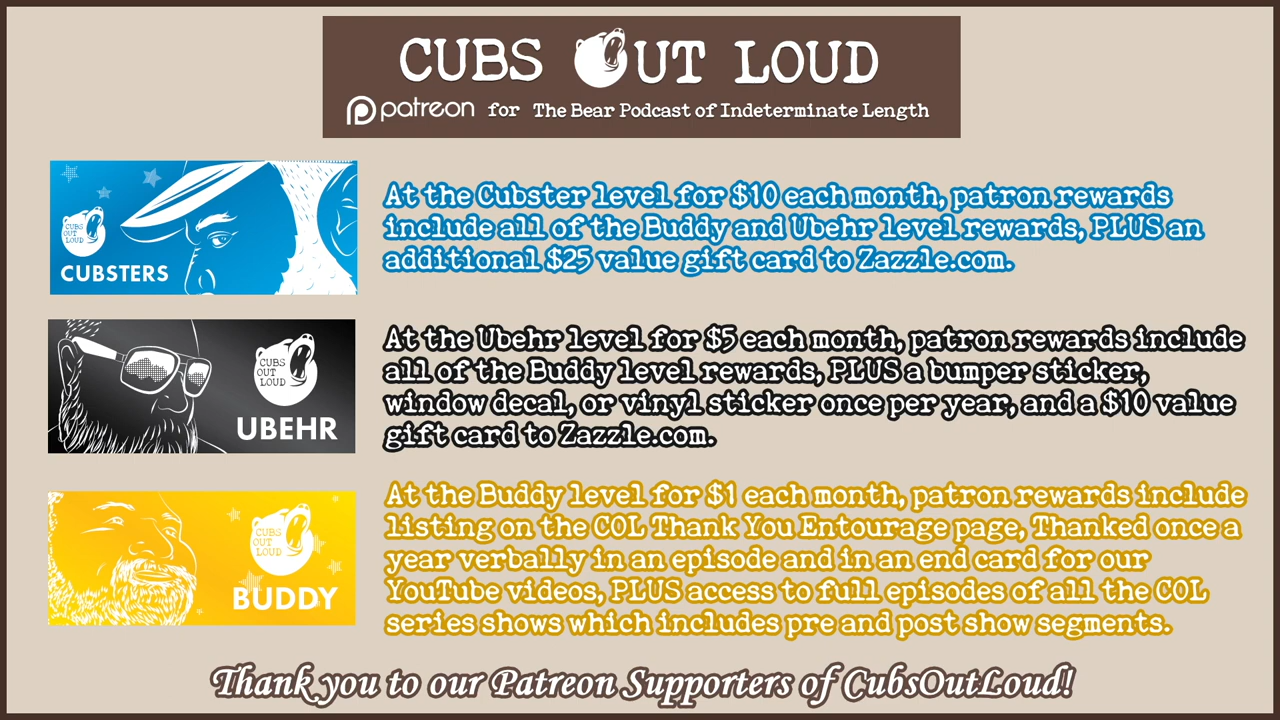 CUBS OUT LOUD
patreon for The Bear Podcast of Indeterminate Length
CUBS
OUT
LOUD
CUBSTERS
At the Cubster level for $10 each month, patron rewards
include all of the Buddy and Ubehr level rewards, PLUS an
additional $25 value gift card to Zazzle.com.
CUBS
OUT
LOUD
UBEHR
At the Ubehr level for $5 each month, patron rewards include
all of the Buddy level rewards, PLUS a bumper sticker,
window decal, or vinyl sticker once per year, and a $10 value
gift card to Zazzle.com.
CUBS
OUT
LOUD
BUDDY
At the Buddy level for $1 each month, patron rewards include
listing on the COL Thank You Entourage page, Thanked once a
year verbally in an episode and in an end card for our
YouTube videos, PLUS access to full episodes of all the COL
series shows which includes pre and post show segments.
Thank you to our Patreon Supporters of CubsOutLoud!